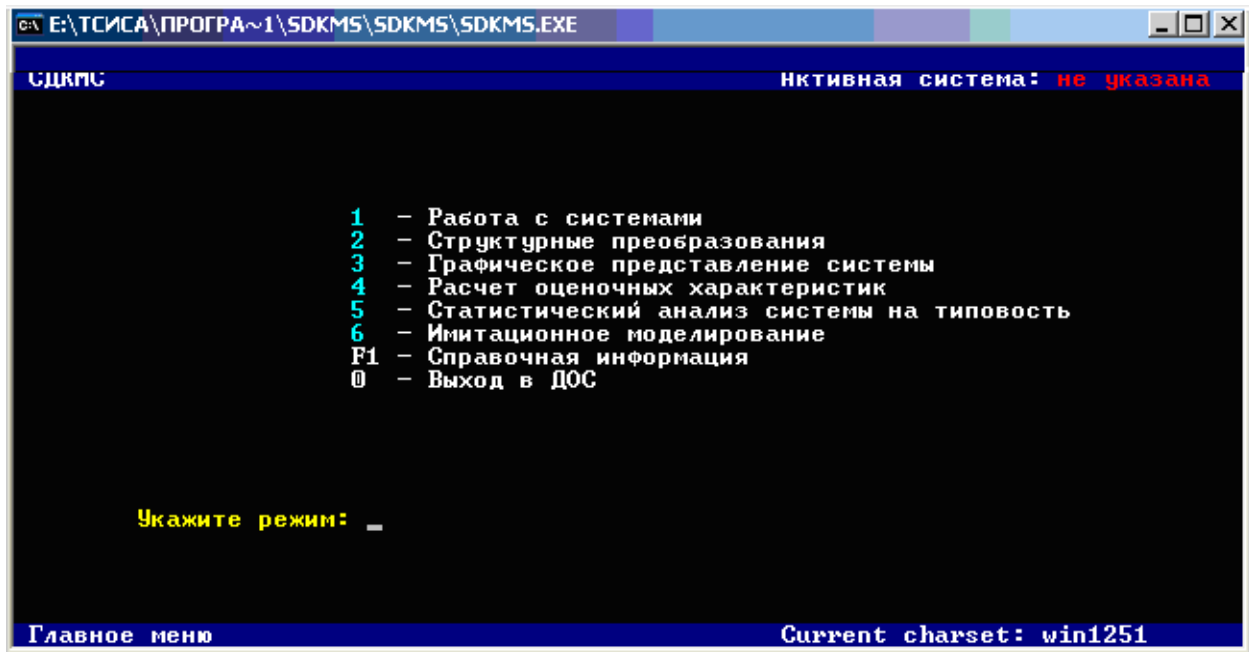 E:\ТСИСА\ПРОГРА~1\SDKMS\SDKMS\SDKMS.EXE
СДКМС Активная система: не указана
1 – Работа с системами
2 – Структурные преобразования
3 – Графическое представление системы
4 – Расчет оценочных характеристик
5 – Статистический анализ системы на типовость
6 – Имитационное моделирование
F1 – Справочная информация
0 – Выход в ДОС
Укажите режим: _
Главное меню Current charset: win1251